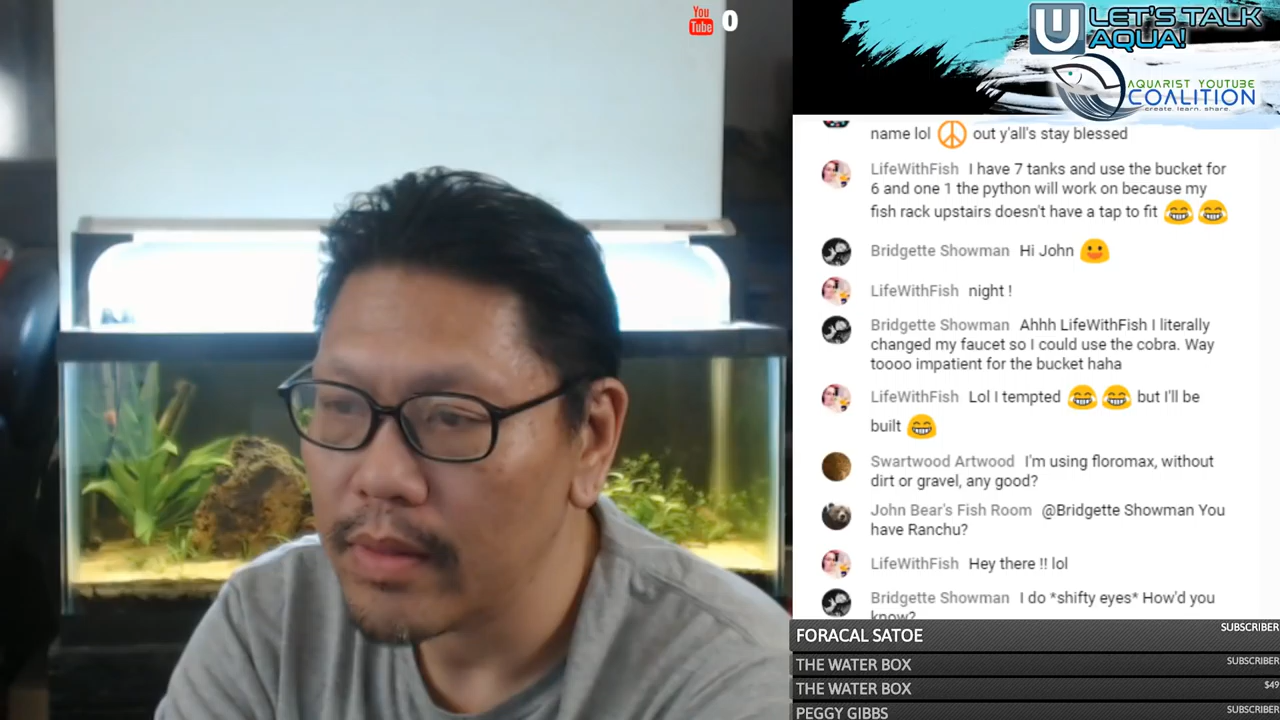 You
Tube
0
LET'S TALK
AQUA!
AQUARIST YOUTUBE
COALITION
create. learn. share.
name lol out y'all's stay blessed
LifeWithFish I have 7 tanks and use the bucket for
6 and one 1 the python will work on because my
fish rack upstairs doesn't have a tap to fit
Bridgette Showman Hi John
LifeWithFish night !
Bridgette Showman Ahhh LifeWithFish I literally
changed my faucet so I could use the cobra. Way
toooo impatient for the bucket haha
LifeWithFish Lol I tempted but I'll be
built
Swartwood Artwood I'm using floromax, without
dirt or gravel, any good?
John Bear's Fish Room @Bridgette Showman You
have Ranchu?
LifeWithFish Hey there !! lol
Bridgette Showman I do *shifty eyes* How'd you
know?
FORACAL SATOE SUBSCRIBER
THE WATER BOX SUBSCRIBER
THE WATER BOX $49
PEGGY GIBBS SUBSCRIBER